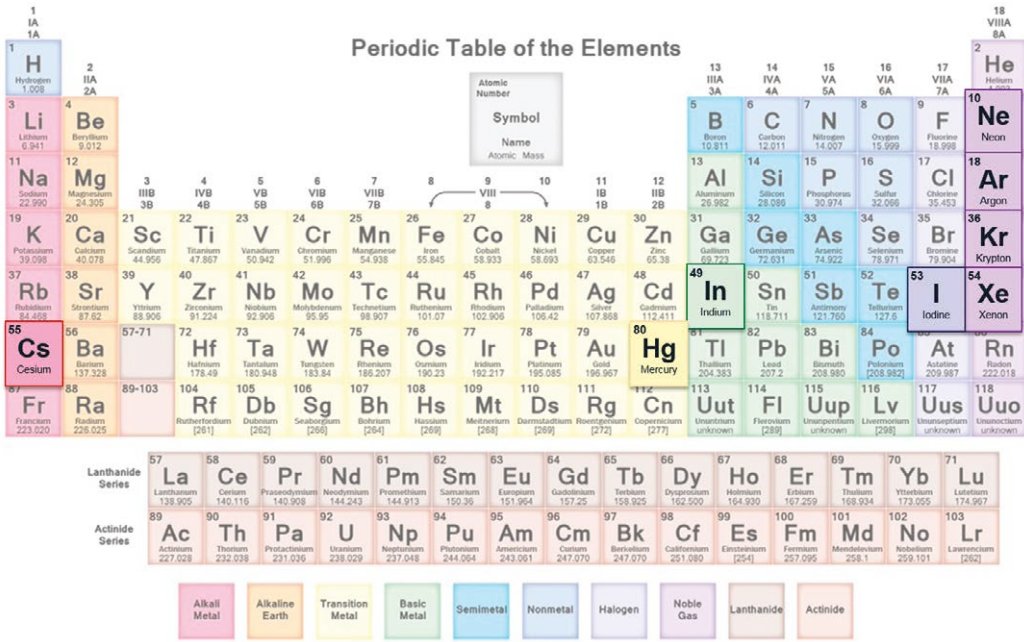 1 18
IA VIIIA
1A 8A
Periodic Table of the Elements
1 2
H He
Hydrogen Helium
1.008
2 13 14 15 16 17
IIA IIIA IVA VA VIA VIIA
2A 3A 4A 5A 6A 7A
Atomic
Number
Symbol
Name
Atomic Mass
3 4 5 6 7 8 9 10
Li Be B C N O F Ne
Lithium Beryllium Boron Carbon Nitrogen Oxygen Fluorine Neon
6.941 9.012 10.811 12.011 14.007 15.999 18.998
11 12 13 14 15 16 17 18
Na Mg Al Si P S Cl Ar
Sodium Magnesium Aluminum Silicon Phosphorus Sulfur Chlorine Argon
22.990 24.305 26.982 28.086 30.974 32.066 35.453
3 4 5 6 7 8 9 10 11 12
IIIB IVB VB VIB VIIB VIII IB IIB
3B 4B 5B 6B 7B 8 1B 2B
19 20 21 22 23 24 25 26 27 28 29 30 31 32 33 34 35 36
K Ca Sc Ti V Cr Mn Fe Co Ni Cu Zn Ga Ge As Se Br Kr
Potassium Calcium Scandium Titanium Vanadium Chromium Manganese Iron Cobalt Nickel Copper Zinc Gallium Germanium Arsenic Selenium Bromine Krypton
39.098 40.078 44.956 47.867 50.942 51.996 54.938 55.845 58.933 58.693 63.546 65.38 69.723 72.631 74.922 78.971 79.904
37 38 39 40 41 42 43 44 45 46 47 48 49 50 51 52 53 54
Rb Sr Y Zr Nb Mo Tc Ru Rh Pd Ag Cd In Sn Sb Te I Xe
Rubidium Strontium Yttrium Zirconium Niobium Molybdenum Technetium Ruthenium Rhodium Palladium Silver Cadmium Indium Tin Antimony Tellurium Iodine Xenon
84.468 87.62 88.906 91.224 92.906 95.95 98.907 101.07 102.906 106.42 107.868 112.411 118.711 121.760 127.6
55 56 57-71 72 73 74 75 76 77 78 79 80 81 82 83 84 85 86
Cs Ba Hf Ta W Re Os Ir Pt Au Hg Tl Pb Bi Po At Rn
Cesium Barium Hafnium Tantalum Tungsten Rhenium Osmium Iridium Platinum Gold Mercury Thallium Lead Bismuth Polonium Astatine Radon
137.328 178.49 180.948 183.84 186.207 190.23 192.217 195.085 196.967 204.383 207.2 208.980 [208.982] 209.987 222.018
87 88 89-103 104 105 106 107 108 109 110 111 112 113 114 115 116 117 118
Fr Ra Rf Db Sg Bh Hs Mt Ds Rg Cn Uut Fl Uup Lv Uus Uuo
Francium Radium Rutherfordium Dubnium Seaborgium Bohrium Hassium Meitnerium Darmstadtium Roentgenium Copernicium Ununtrium Flerovium Ununpentium Livermorium Ununseptium Ununoctium
223.020 226.025 [261] [262] [266] [264] [269] [268] [269] [272] [277] unknown [289] unknown [298] unknown unknown
Lanthanide
Series
57 58 59 60 61 62 63 64 65 66 67 68 69 70 71
La Ce Pr Nd Pm Sm Eu Gd Tb Dy Ho Er Tm Yb Lu
Lanthanum Cerium Praseodymium Neodymium Promethium Samarium Europium Gadolinium Terbium Dysprosium Holmium Erbium Thulium Ytterbium Lutetium
138.905 140.116 140.908 144.243 144.913 150.36 151.964 157.25 158.925 162.500 164.930 167.259 168.934 173.055 174.967
Actinide
Series
89 90 91 92 93 94 95 96 97 98 99 100 101 102 103
Ac Th Pa U Np Pu Am Cm Bk Cf Es Fm Md No Lr
Actinium Thorium Protactinium Uranium Neptunium Plutonium Americium Curium Berkelium Californium Einsteinium Fermium Mendelevium Nobelium Lawrencium
227.028 232.038 231.036 238.029 237.048 244.064 243.061 247.070 247.070 251.080 [254] 257.095 258.1 259.101 [262]
Alkali
Metal
Alkaline
Earth
Transition
Metal
Basic
Metal
Semimetal
Nonmetal
Halogen
Noble
Gas
Lanthanide
Actinide